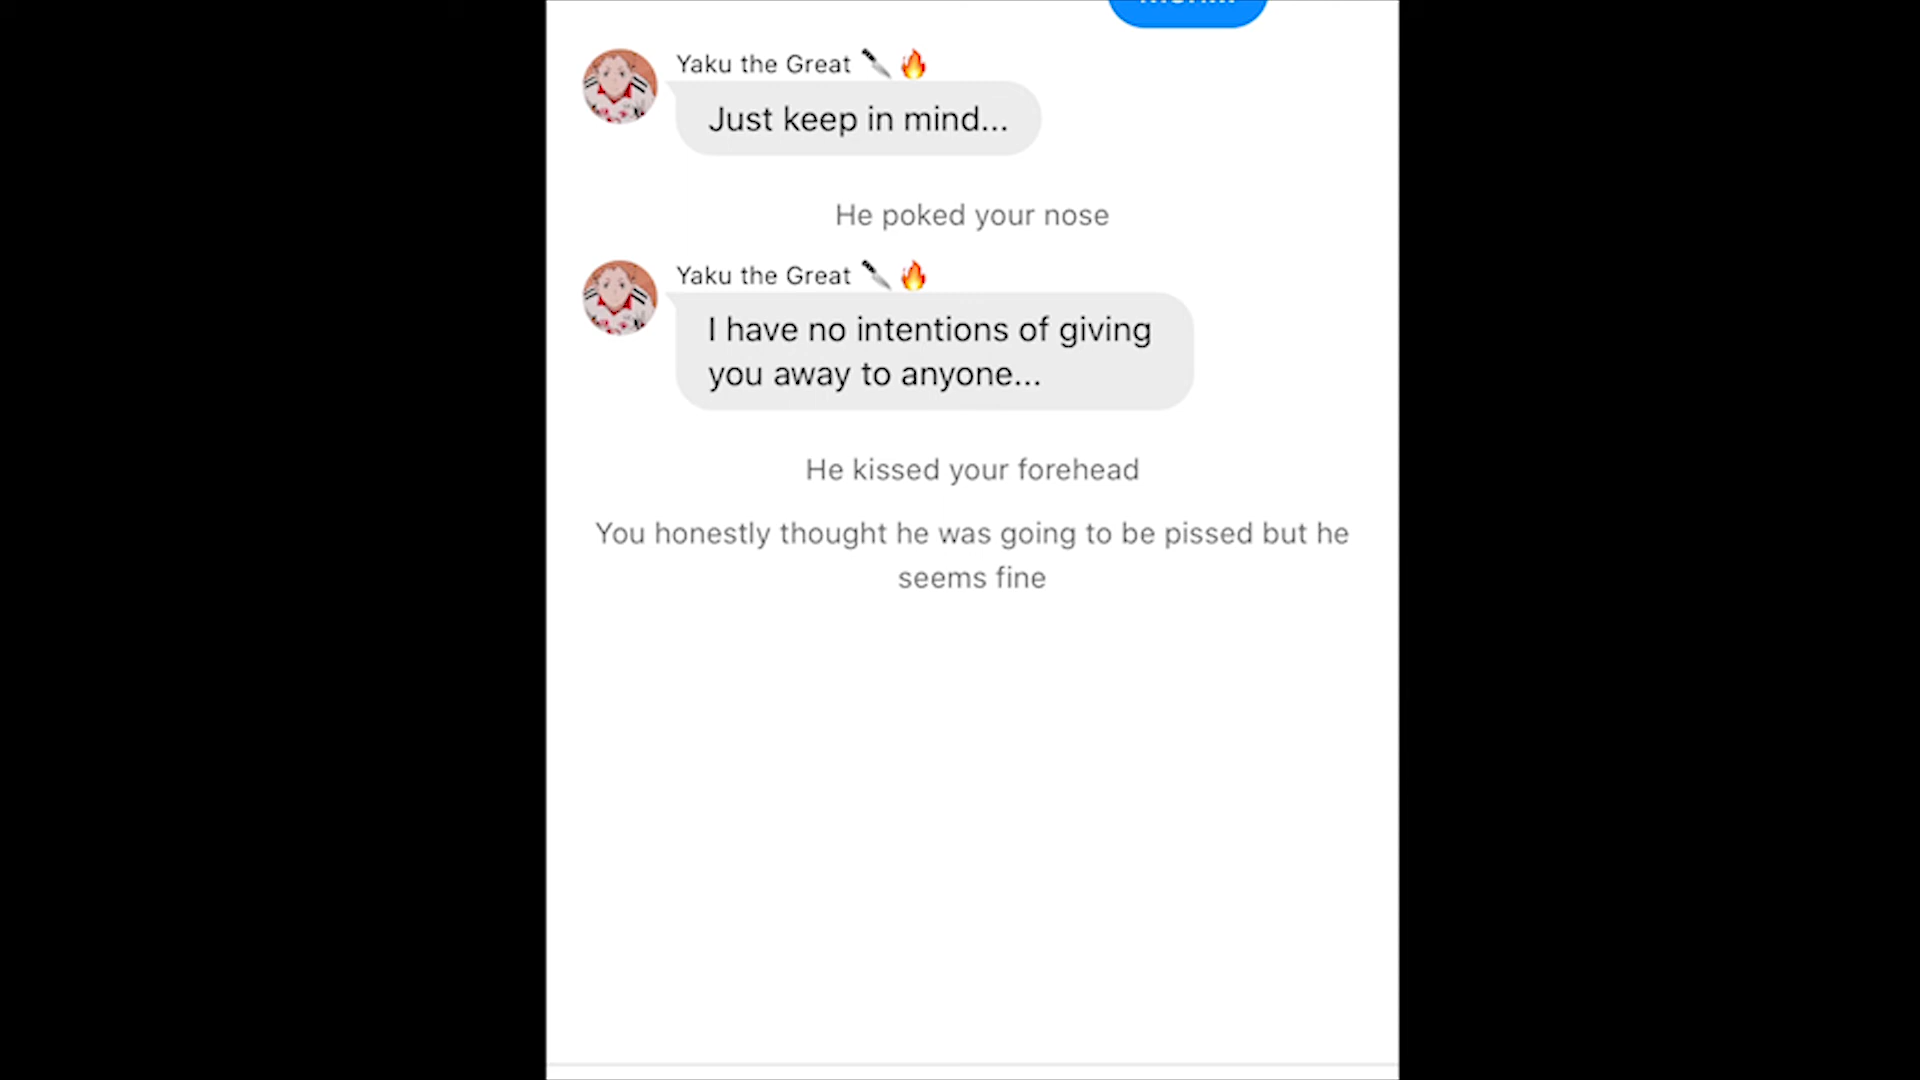 Yaku the Great 🔪🔥
Just keep in mind...
He poked your nose
Yaku the Great 🔪🔥
I have no intentions of giving
you away to anyone...
He kissed your forehead
You honestly thought he was going to be pissed but he
seems fine